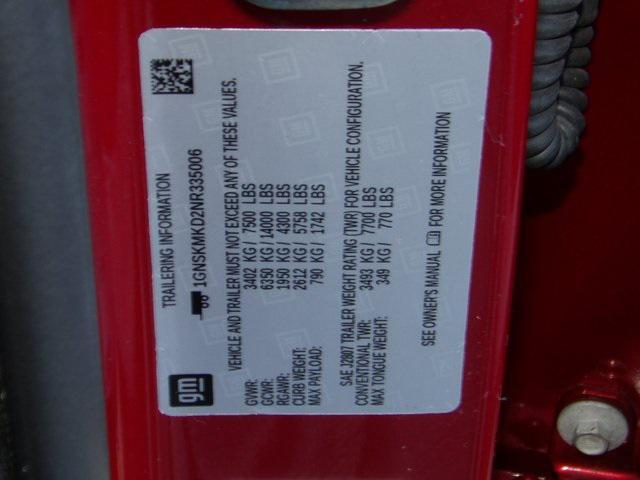 TRAILERING INFORMATION
1GNSKMKD2NR335006
gm
VEHICLE AND TRAILER MUST NOT EXCEED ANY OF THESE VALUES.
GVWR: 3402 KG / 7500 LBS
GCWR: 6350 KG / 14000 LBS
RGAWR: 1950 KG / 4300 LBS
CURB WEIGHT: 2612 KG / 5758 LBS
MAX PAYLOAD: 790 KG / 1742 LBS
SAE J2807 TRAILER WEIGHT RATING (TWR) FOR VEHICLE CONFIGURATION.
CONVENTIONAL TWR: 3493 KG / 7700 LBS
MAX TONGUE WEIGHT: 349 KG / 770 LBS
SEE OWNER'S MANUAL FOR MORE INFORMATION